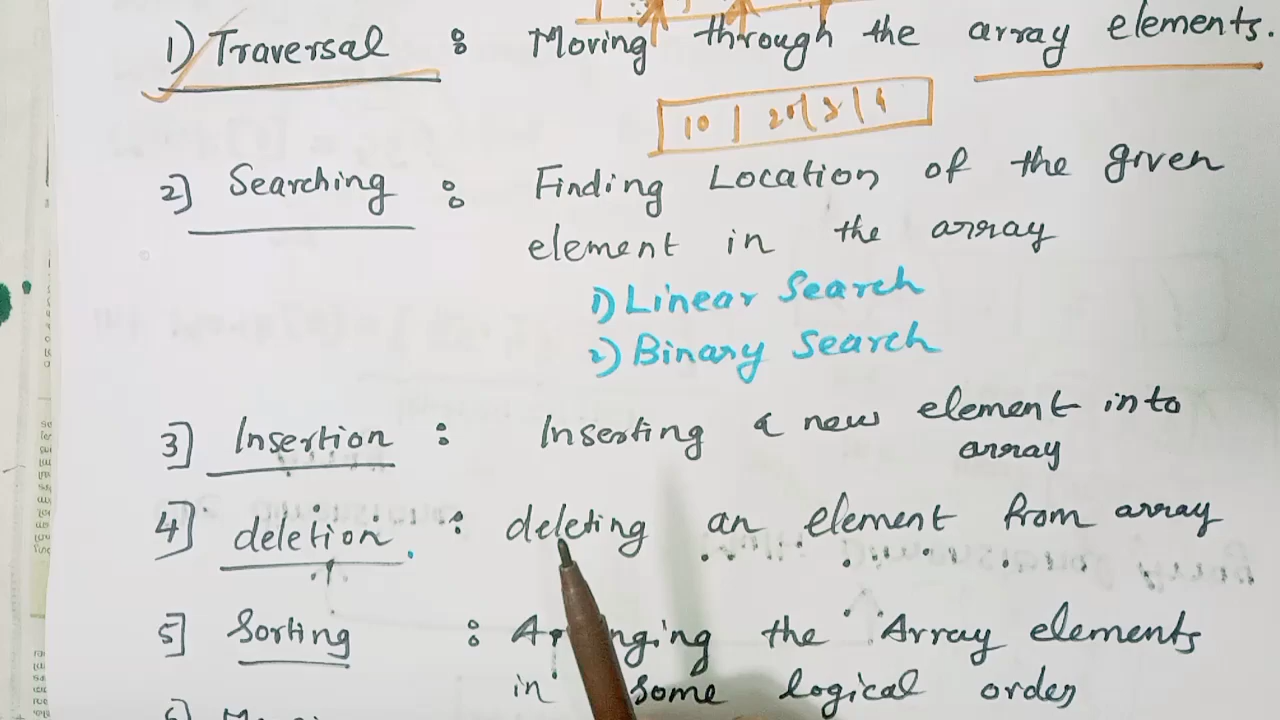 1) Traversal : Moving through the array elements.
10 | 20 | 3 | 4
2] Searching : Finding Location of the given
element in the array
1) Linear Search
2) Binary Search
3] Insertion : Inserting a new element into
array
4] deletion : deleting an element from array
5] Sorting : Arranging the Array elements
in some logical order